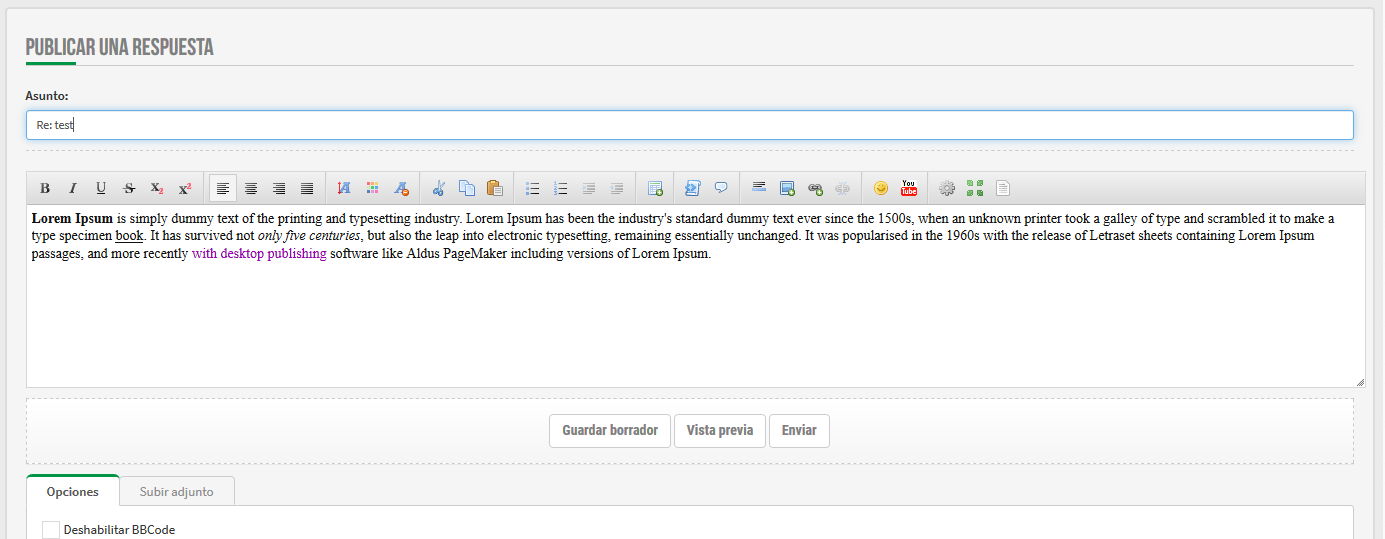 PUBLICAR UNA RESPUESTA
Asunto:
Re: test
B I U S X2 X2 A A You Tube
Lorem Ipsum is simply dummy text of the printing and typesetting industry. Lorem Ipsum has been the industry's standard dummy text ever since the 1500s, when an unknown printer took a galley of type and scrambled it to make a
type specimen book. It has survived not only five centuries, but also the leap into electronic typesetting, remaining essentially unchanged. It was popularised in the 1960s with the release of Letraset sheets containing Lorem Ipsum
passages, and more recently with desktop publishing software like Aldus PageMaker including versions of Lorem Ipsum.
Guardar borrador Vista previa Enviar
Opciones Subir adjunto
Deshabilitar BBCode